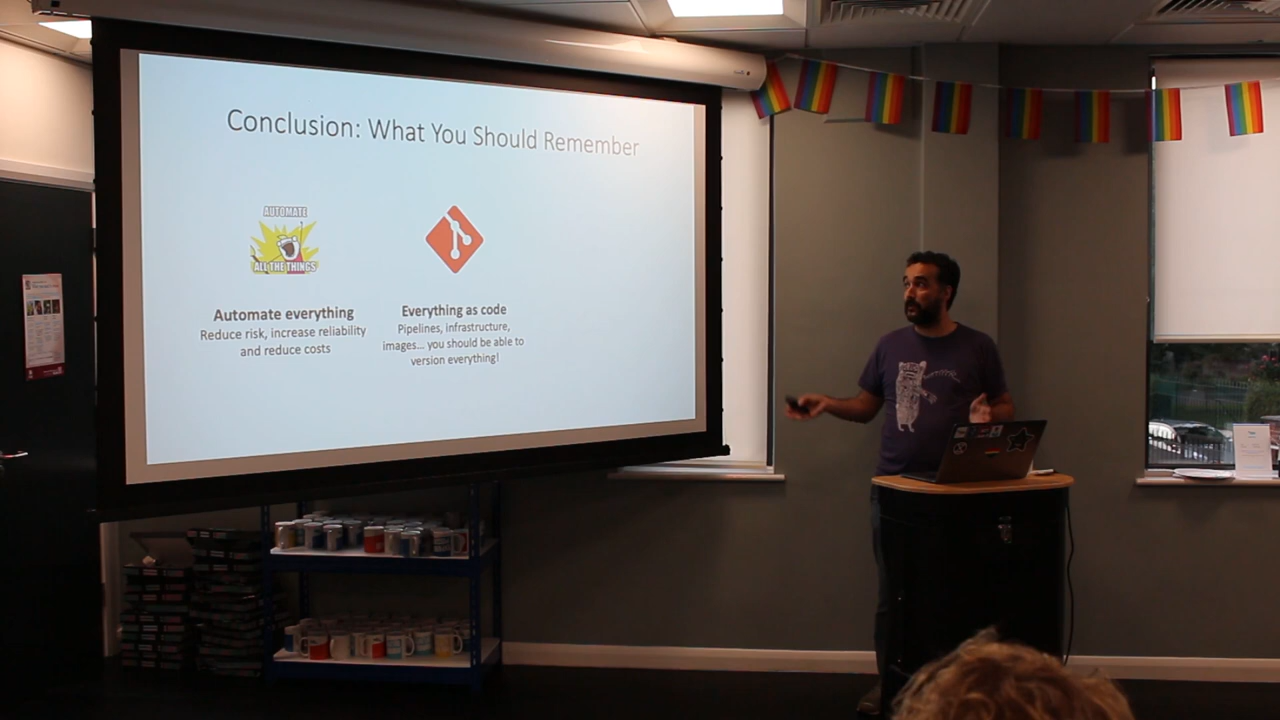 Conclusion: What You Should Remember
AUTOMATE
ALL THE THINGS
Automate everything
Reduce risk, increase reliability
and reduce costs
Everything as code
Pipelines, infrastructure,
images... you should be able to
version everything!